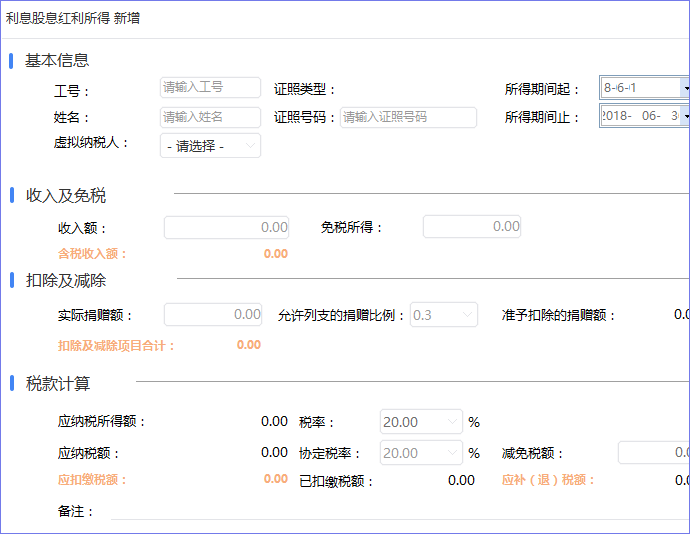 利息股息红利所得 新增
基本信息
工号： 请输入工号 证照类型： 所得期间起： 8-6-1
姓名： 请输入姓名 证照号码： 请输入证照号码 所得期间止： 2018- 06- 30
虚拟纳税人： - 请选择 -
收入及免税
收入额： 0.00 免税所得： 0.00
含税收入额： 0.00
扣除及减除
实际捐赠额： 0.00 允许列支的捐赠比例： 0.3 准予扣除的捐赠额： 0.0
扣除及减除项目合计： 0.00
税款计算
应纳税所得额： 0.00 税率： 20.00 %
应纳税额： 0.00 协定税率： 20.00 % 减免税额： 0.0
应扣缴税额： 0.00 已扣缴税额： 0.00 应补（退）税额： 0.0
备注：